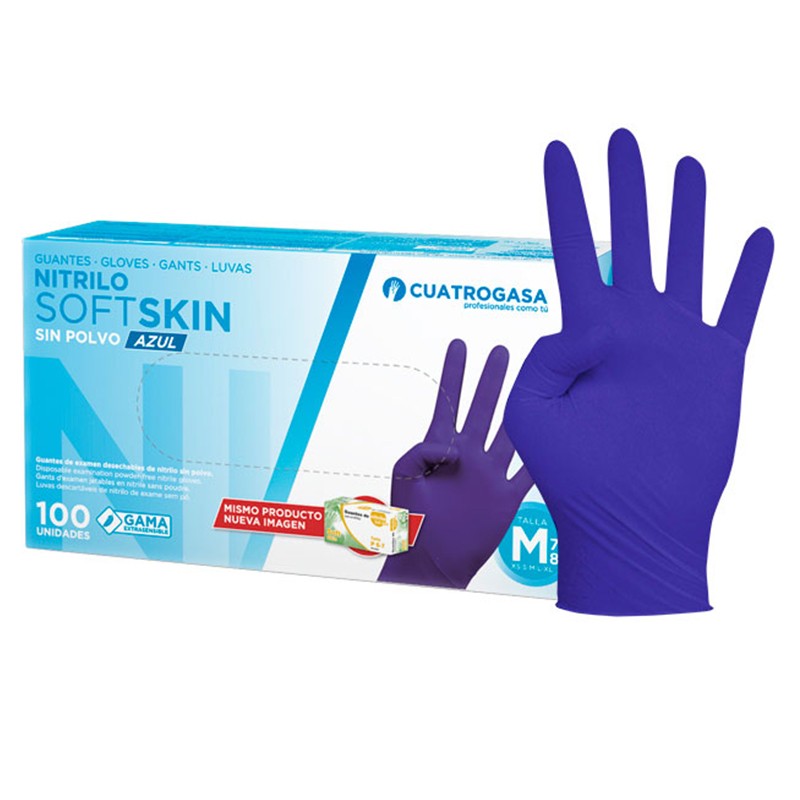 GUANTES · GLOVES · GANTS · LUVAS
NITRILO
SOFTSKIN
SIN POLVO AZUL
CUATROGASA
profesionales como tú
Guantes de examen desechables de nitrilo sin polvo.
Disposable examination powder-free nitrile gloves.
Gants d'examen jetables en nitrile sans poudre.
Luvas descartáveis de nitrilo de exame sem pó.
100
UNIDADES
GAMA
EXTRASENSIBLE
MISMO PRODUCTO
NUEVA IMAGEN
TALLA
M 7
8
XS S M L XL